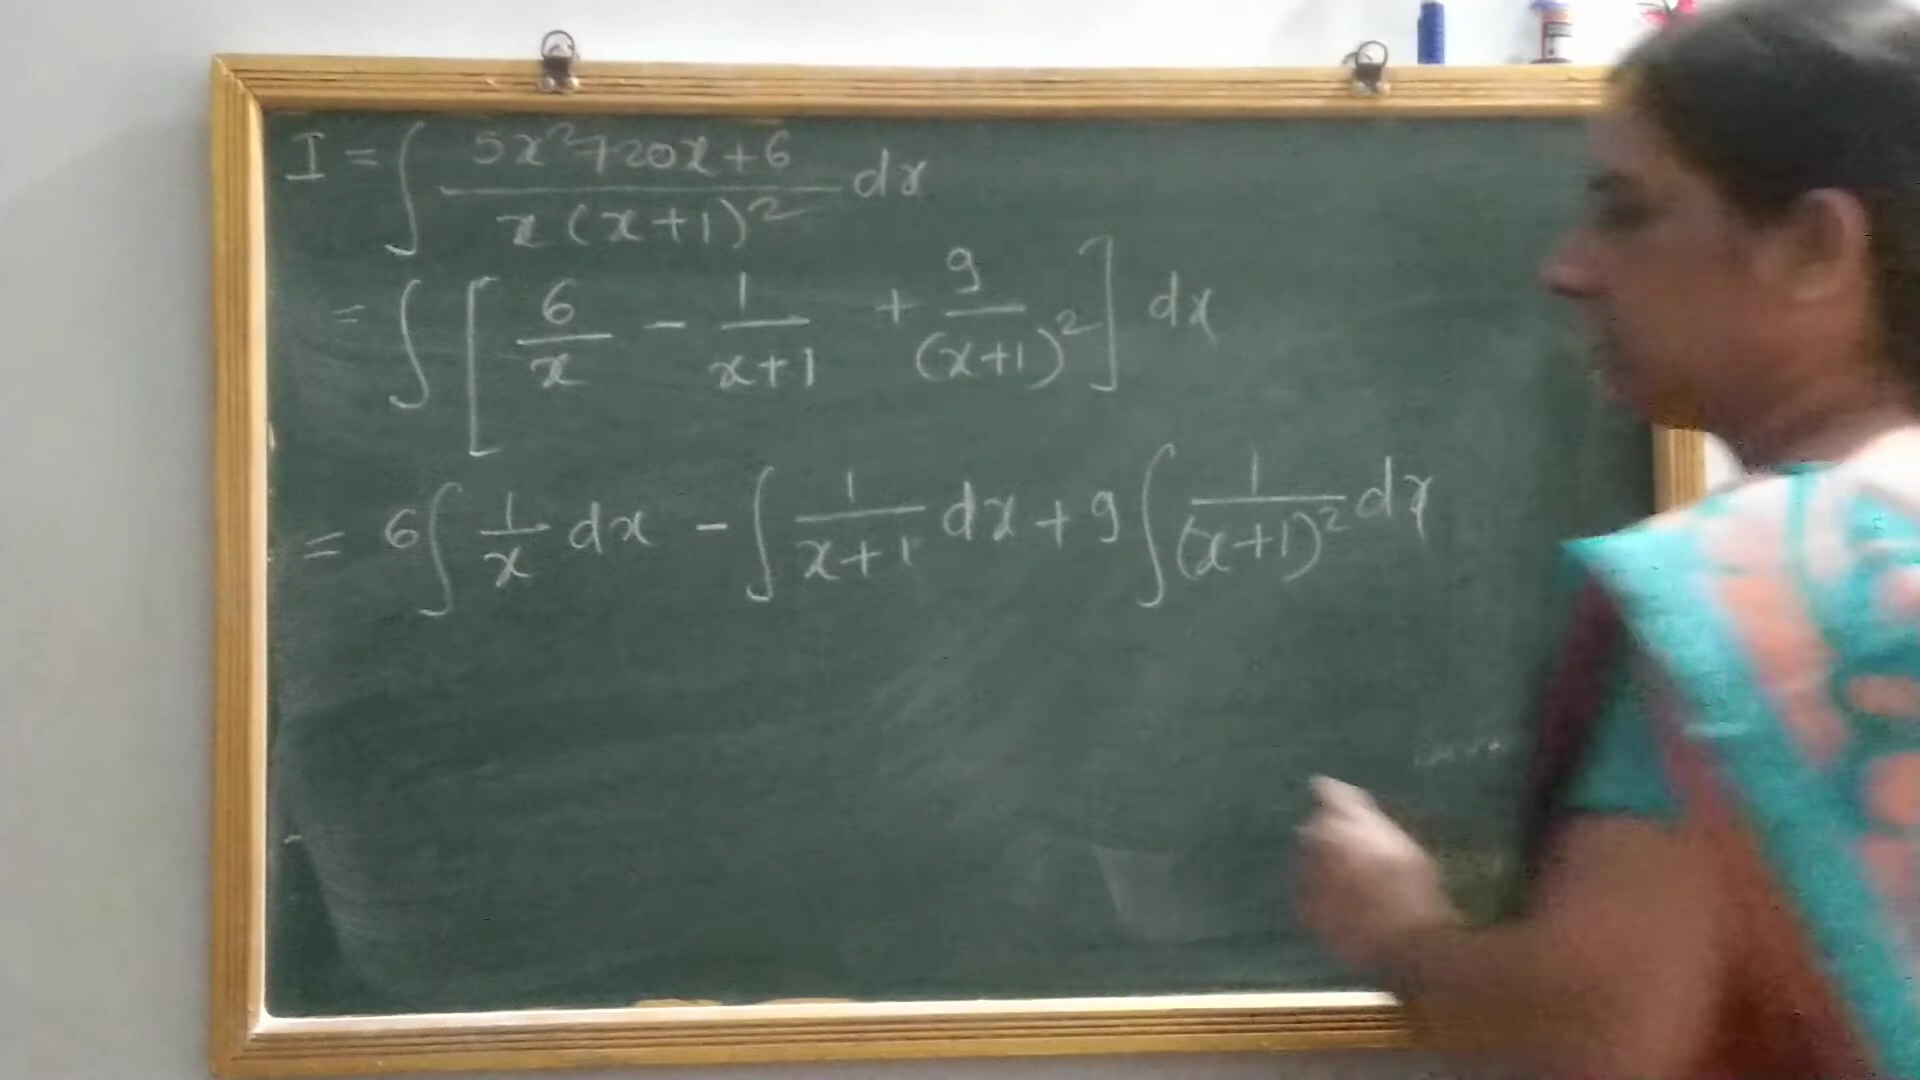 I = ∫ 5x²+20x+6 / x(x+1)² dx
= ∫ [ 6/x - 1/x+1 + 9/(x+1)² ] dx
= 6∫ 1/x dx - ∫ 1/x+1 dx + 9∫ 1/(x+1)² dx